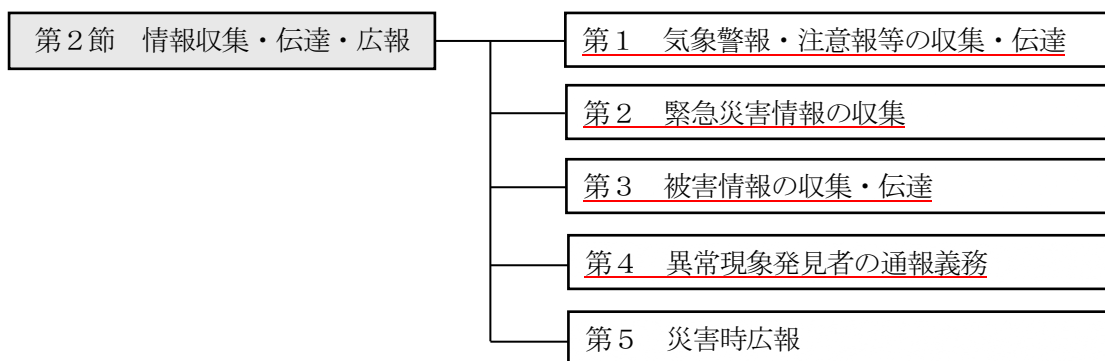 第２節　情報収集・伝達・広報
第１　気象警報・注意報等の収集・伝達
第２　緊急災害情報の収集
第３　被害情報の収集・伝達
第４　異常現象発見者の通報義務
第５　災害時広報